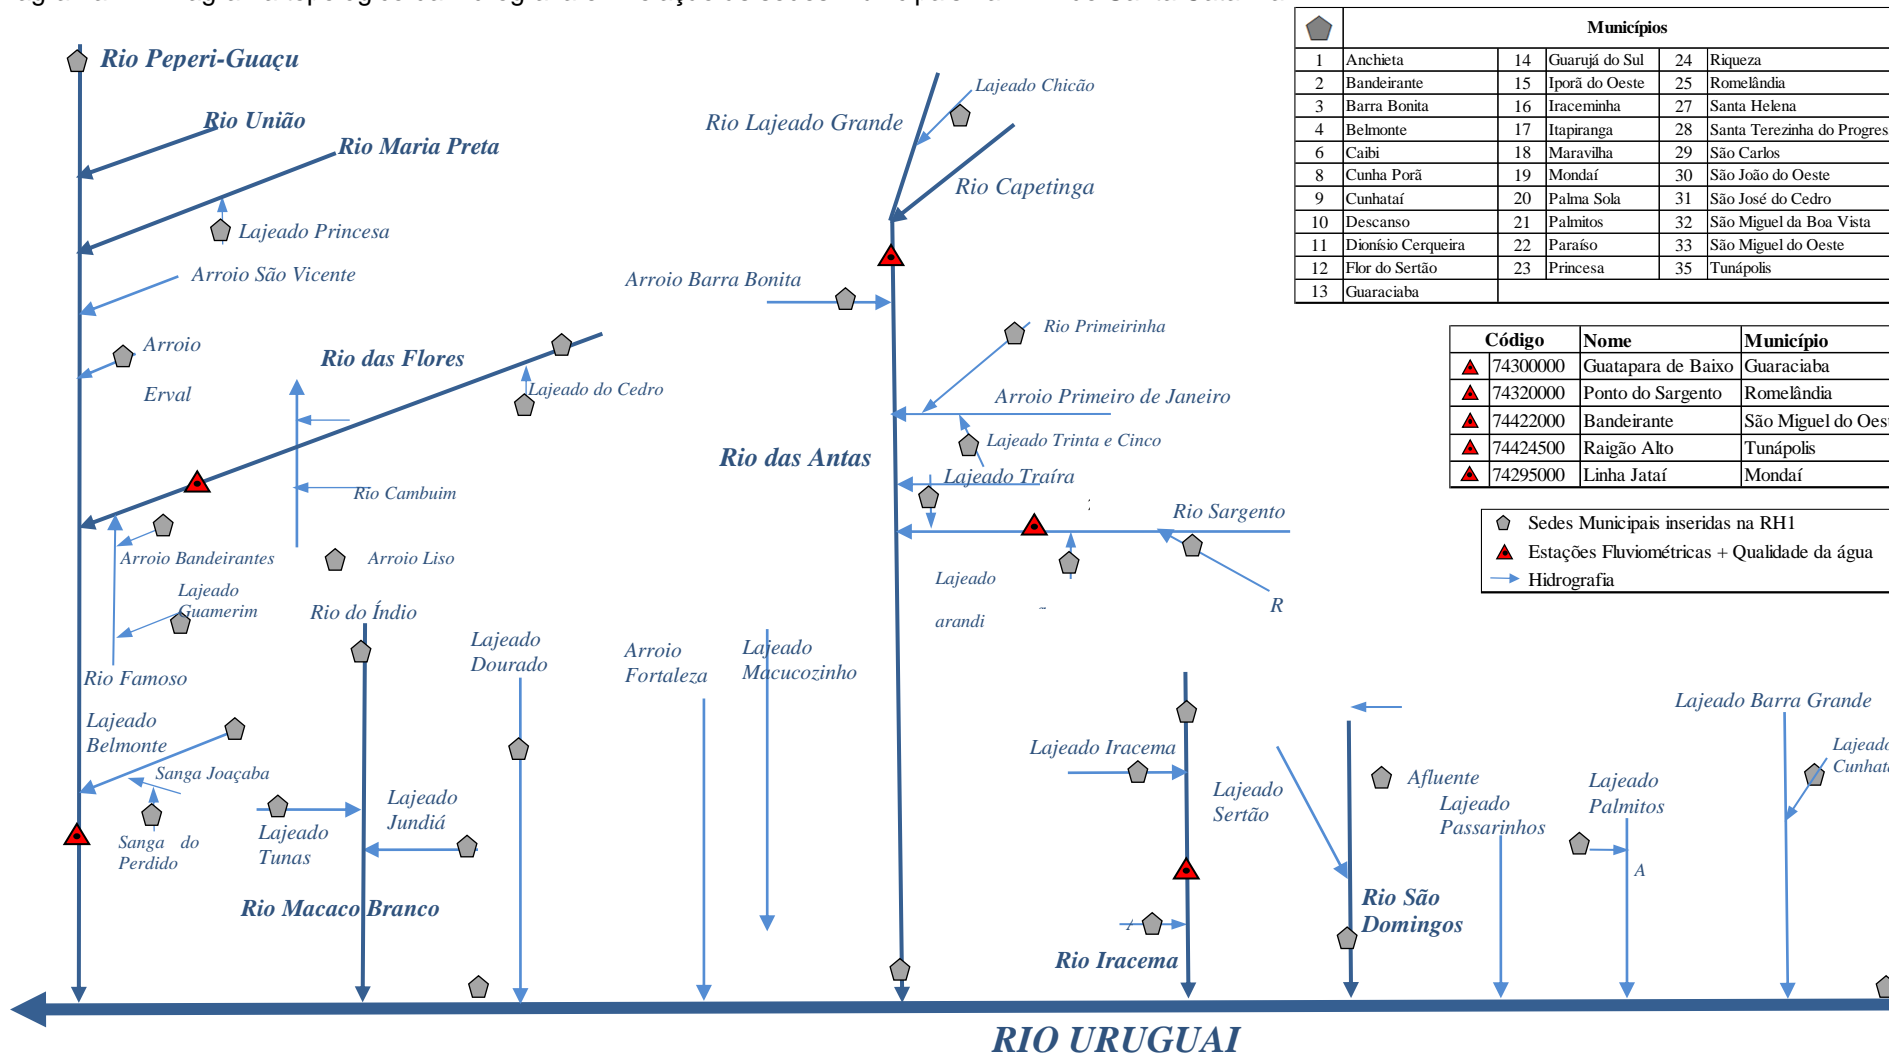 Rio Peperi-Guaçu
Rio União
Rio Maria Preta
Lajeado Princesa
Arroio São Vicente
Arroio
Erval
Rio das Flores
Lajeado do Cedro
Rio Cambuim
Arroio Bandeirantes
Arroio Liso
Lajeado
Guamerim
Rio do Índio
Rio Famoso
Lajeado
Belmonte
Sanga Joaçaba
Sanga do
Perdido
Lajeado
Tunas
Lajeado
Jundiá
Rio Macaco Branco
Lajeado
Dourado
Arroio
Fortaleza
Lajeado
Macucozinho
Rio Lajeado Grande
Lajeado Chicão
Rio Capetinga
Arroio Barra Bonita
Rio Primeirinha
Arroio Primeiro de Janeiro
Lajeado Trinta e Cinco
Rio das Antas
Lajeado Traíra
Rio Sargento
Lajeado
arandi
R
Lajeado Iracema
Rio Iracema
Lajeado
Sertão
Afluente
Rio São
Domingos
Lajeado
Passarinhos
Lajeado
Palmitos
A
Lajeado Barra Grande
Lajeado
RIO URUGUAI
Municípios
1 Anchieta 14 Guarujá do Sul 24 Riqueza
2 Bandeirante 15 Iporã do Oeste 25 Romelândia
3 Barra Bonita 16 Iraceminha 27 Santa Helena
4 Belmonte 17 Itapiranga 28 Santa Terezinha do Progres
6 Caibi 18 Maravilha 29 São Carlos
8 Cunha Porã 19 Mondaí 30 São João do Oeste
9 Cunhataí 20 Palma Sola 31 São José do Cedro
10 Descanso 21 Palmitos 32 São Miguel da Boa Vista
11 Dionísio Cerqueira 22 Paraíso 33 São Miguel do Oeste
12 Flor do Sertão 23 Princesa 35 Tunápolis
13 Guaraciaba
Código Nome Município
74300000 Guatapara de Baixo Guaraciaba
74320000 Ponto do Sargento Romelândia
74422000 Bandeirante São Miguel do Oes
74424500 Raigão Alto Tunápolis
74295000 Linha Jataí Mondaí
Sedes Municipais inseridas na RH1
Estações Fluviométricas + Qualidade da água
Hidrografia